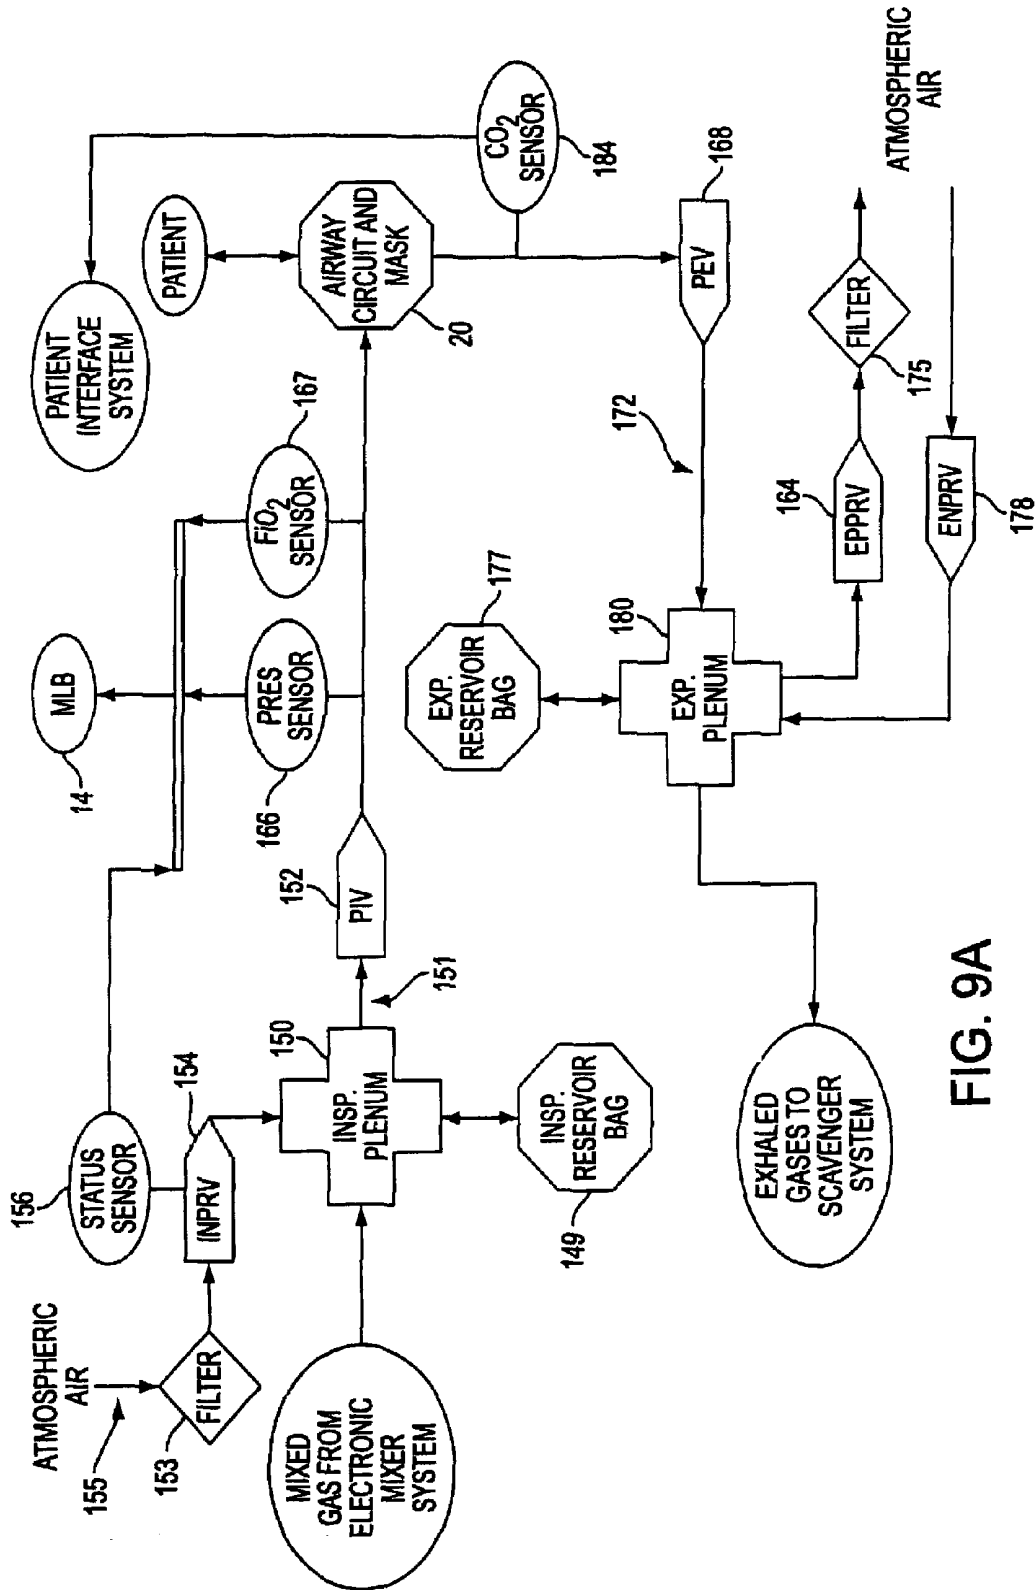 ATMOSPHERIC
AIR
155
FILTER
153
156
STATUS
SENSOR
INPRV
154
MIXED
GAS FROM
ELECTRONIC
MIXER
SYSTEM
INSP.
PLENUM
150
151
INSP.
RESERVOIR
BAG
149
PIV
152
MLB
14
PRES
SENSOR
166
FiO2
SENSOR
167
PATIENT
INTERFACE
SYSTEM
PATIENT
AIRWAY
CIRCUIT AND
MASK
20
CO2
SENSOR
184
PEV
168
172
EXP.
RESERVOIR
BAG
177
EXP.
PLENUM
180
EPPRV
164
FILTER
175
ATMOSPHERIC
AIR
ENPRV
178
EXHALED
GASES TO
SCAVENGER
SYSTEM
FIG. 9A